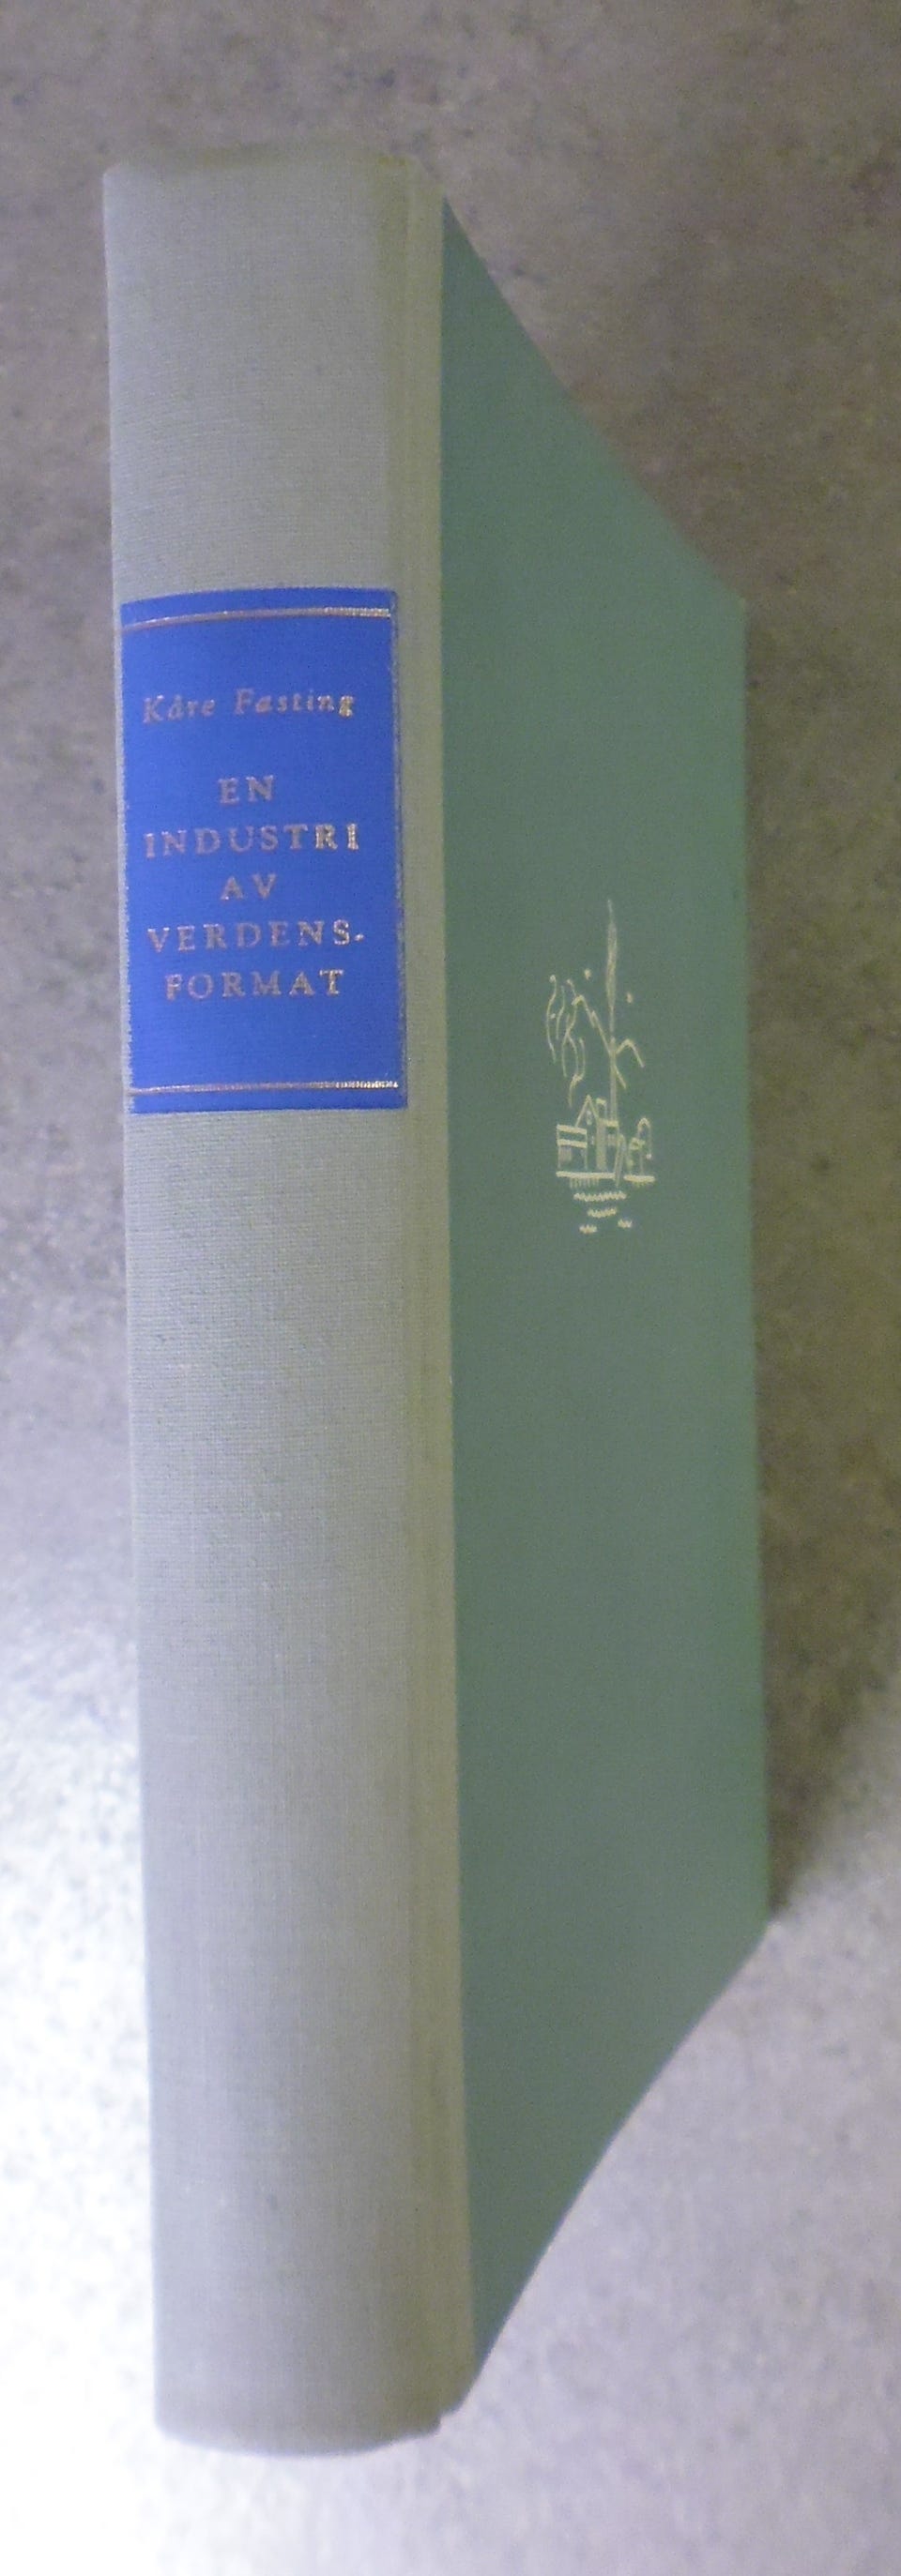 Kåre Fasting
EN
INDUSTRI
AV
VERDENS-
FORMAT